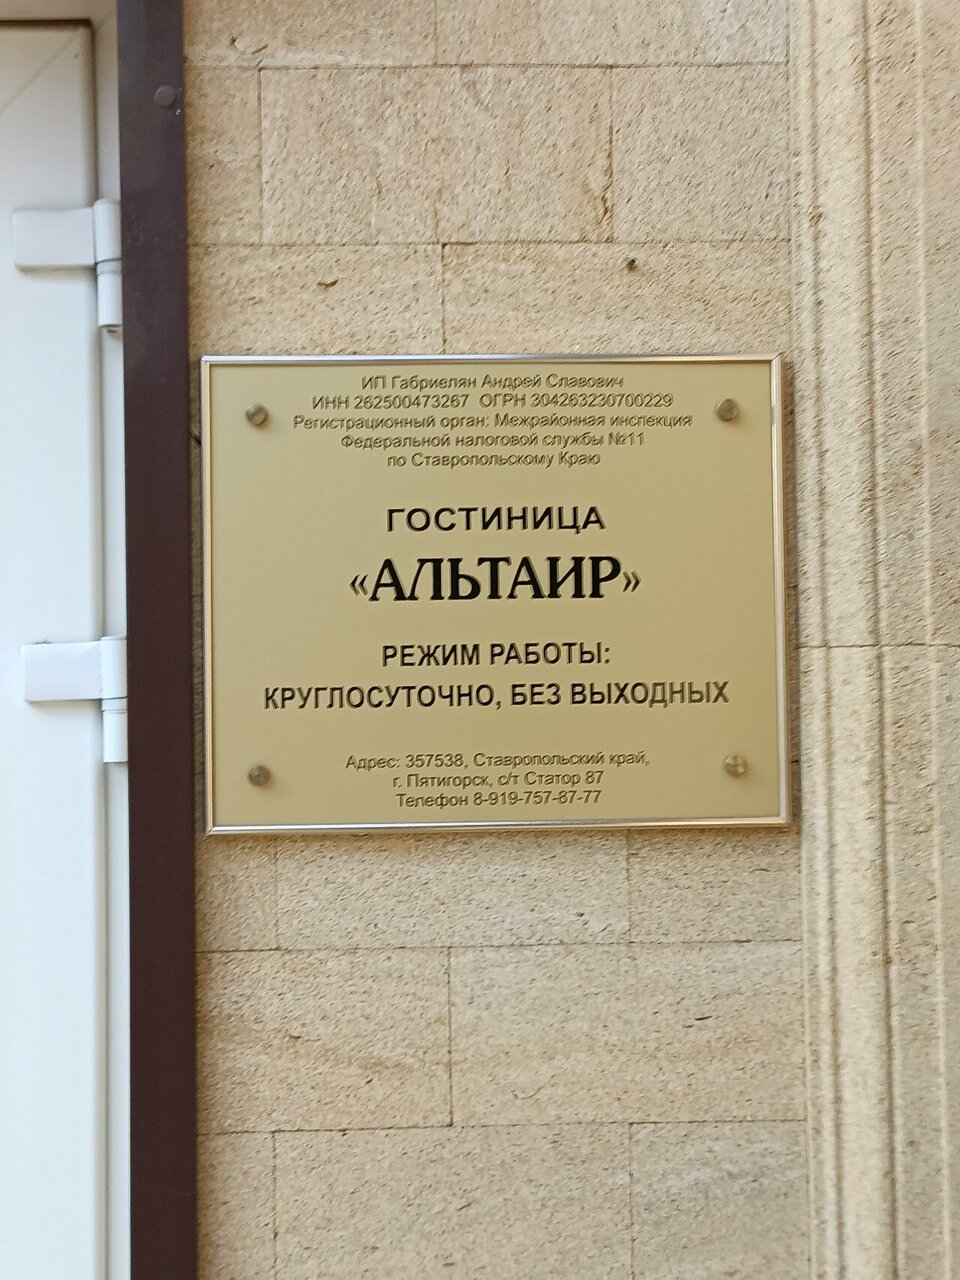 ИП Габриелян Андрей Славович
ИНН 262500473267 ОГРН 304263230700229
Регистрационный орган: Межрайонная инспекция
Федеральной налоговой службы №11
по Ставропольскому Краю
ГОСТИНИЦА
«АЛЬТАИР»
РЕЖИМ РАБОТЫ:
КРУГЛОСУТОЧНО, БЕЗ ВЫХОДНЫХ
Адрес: 357538, Ставропольский край,
г. Пятигорск, с/т Статор 87
Телефон 8-919-757-87-77